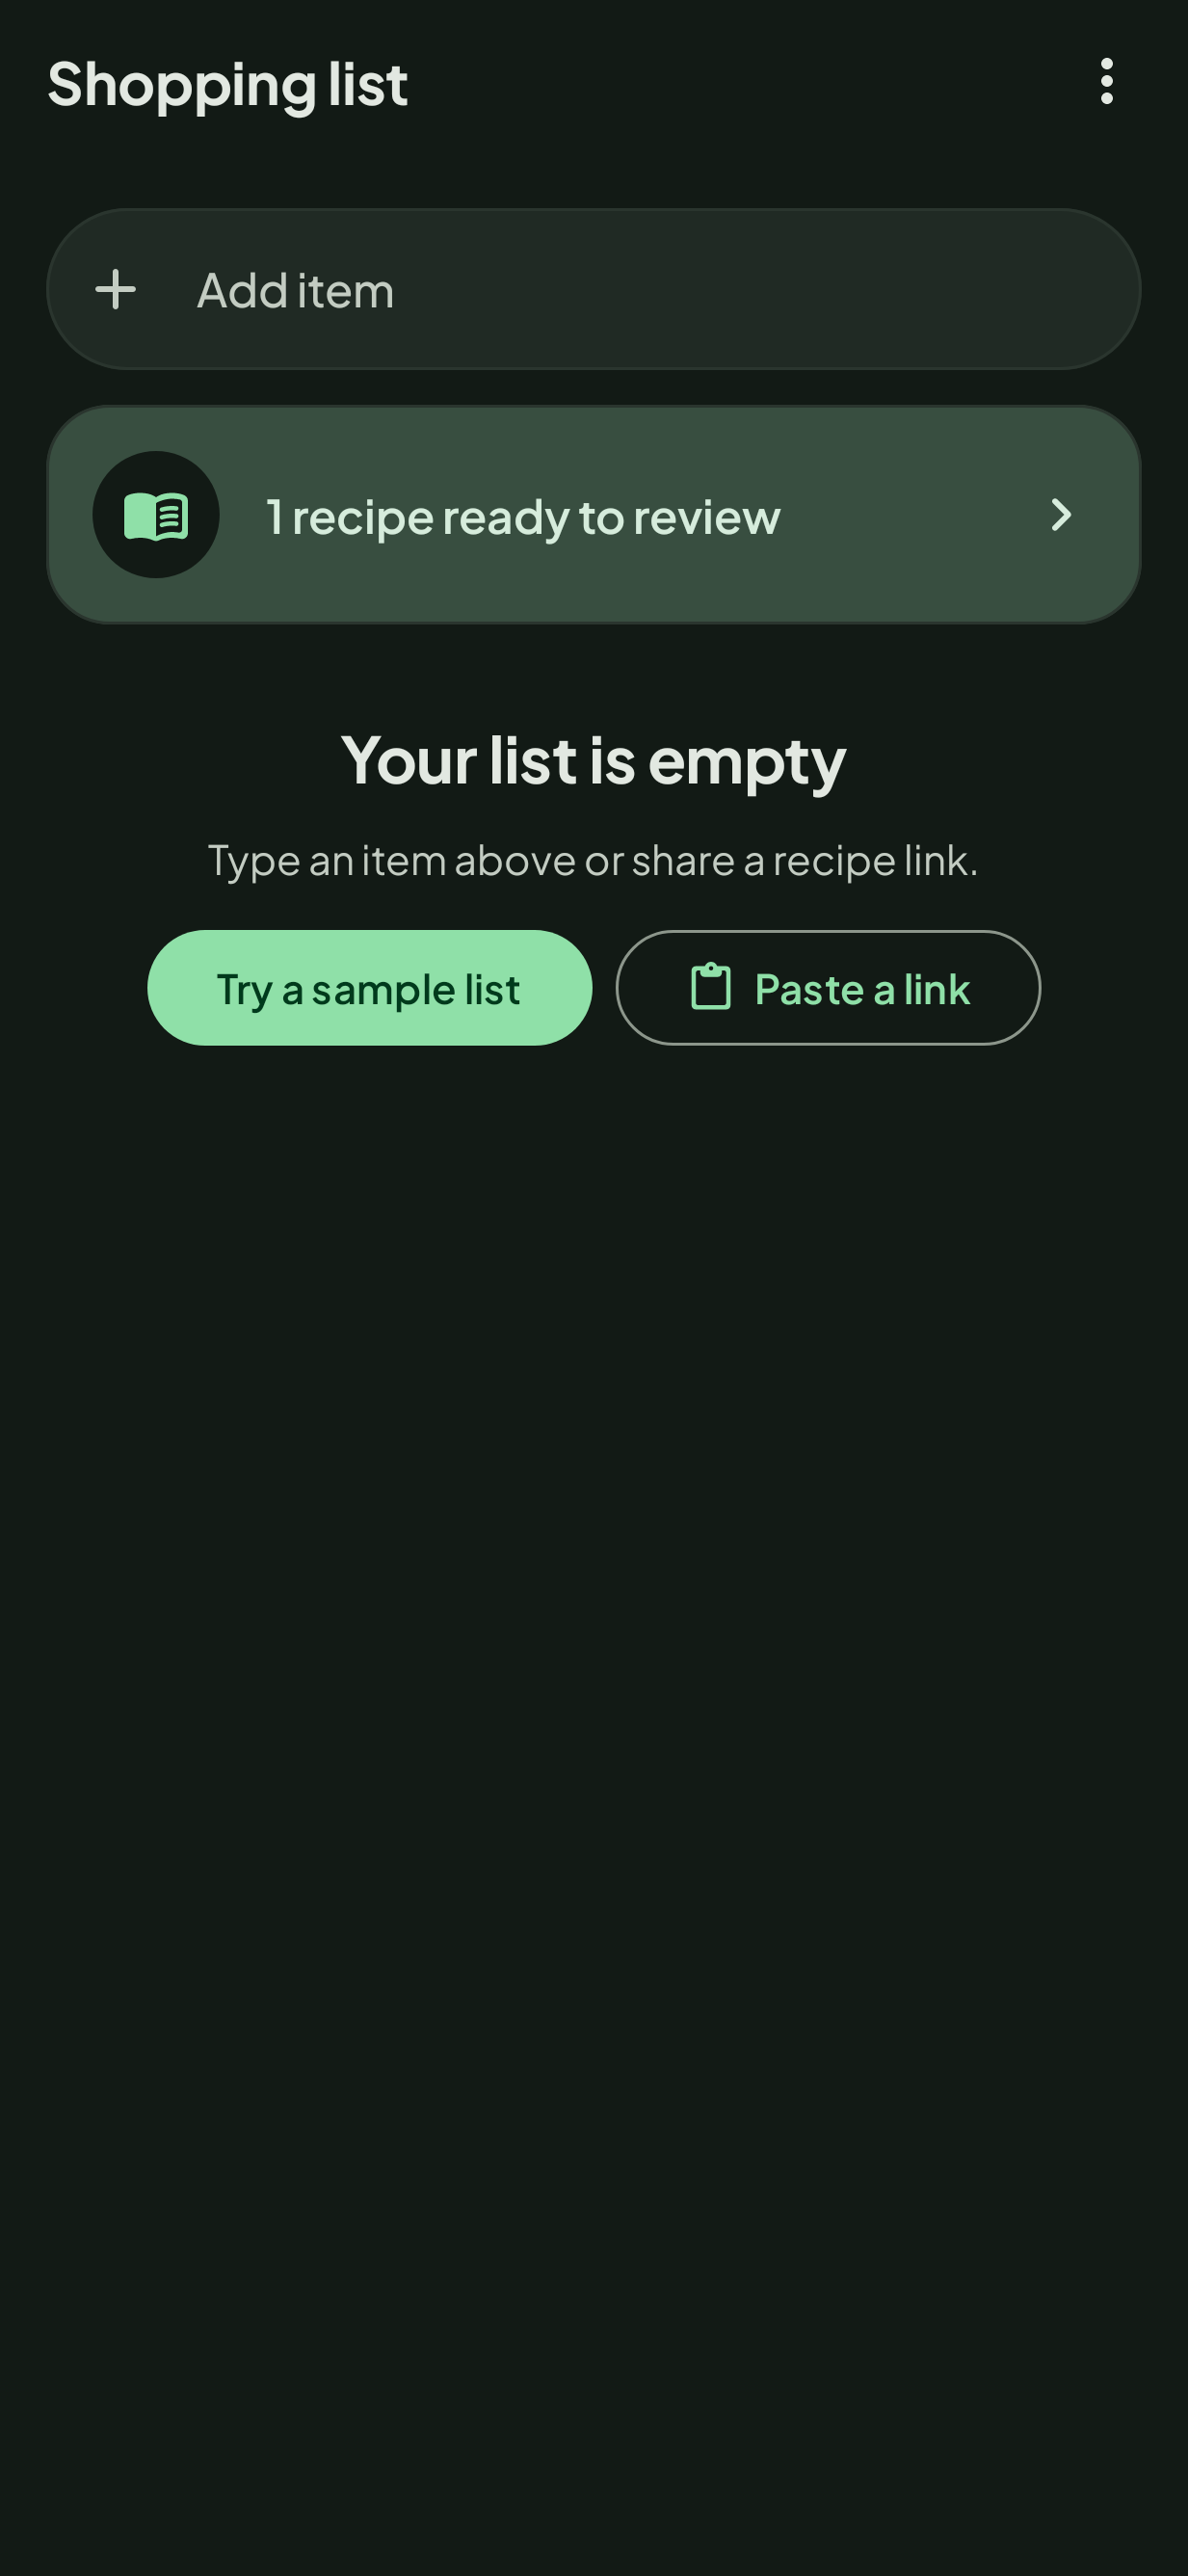 Shopping list
Add item
1 recipe ready to review
Your list is empty
Type an item above or share a recipe link.
Try a sample list
Paste a link